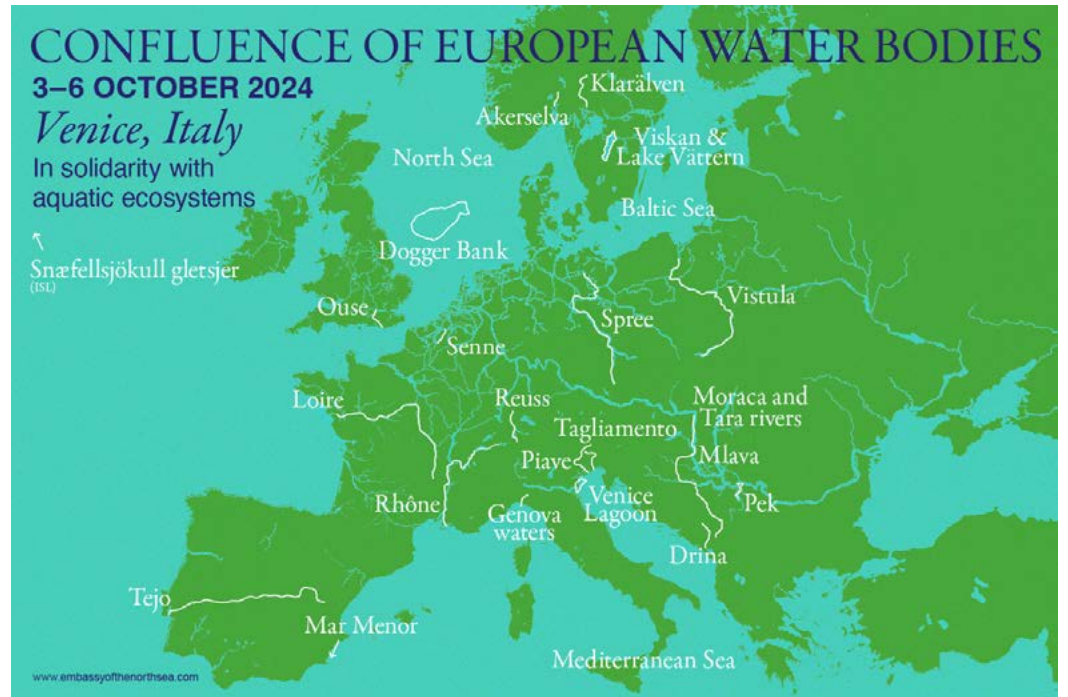 CONFLUENCE OF EUROPEAN WATER BODIES
3–6 OCTOBER 2024
Venice, Italy
In solidarity with
aquatic ecosystems
Klarälven
Akerselva
Viskan &
Lake Vättern
North Sea
Baltic Sea
Dogger Bank
Snæfellsjökull gletsjer
(ISL)
Ouse
Vistula
Spree
Senne
Loire
Reuss
Moraca and
Tara rivers
Tagliamento
Mlava
Piave
Rhône
Venice
Lagoon
Pek
Genova
waters
Drina
Tejo
Mar Menor
Mediterranean Sea
www.embassyofthenorthsea.com